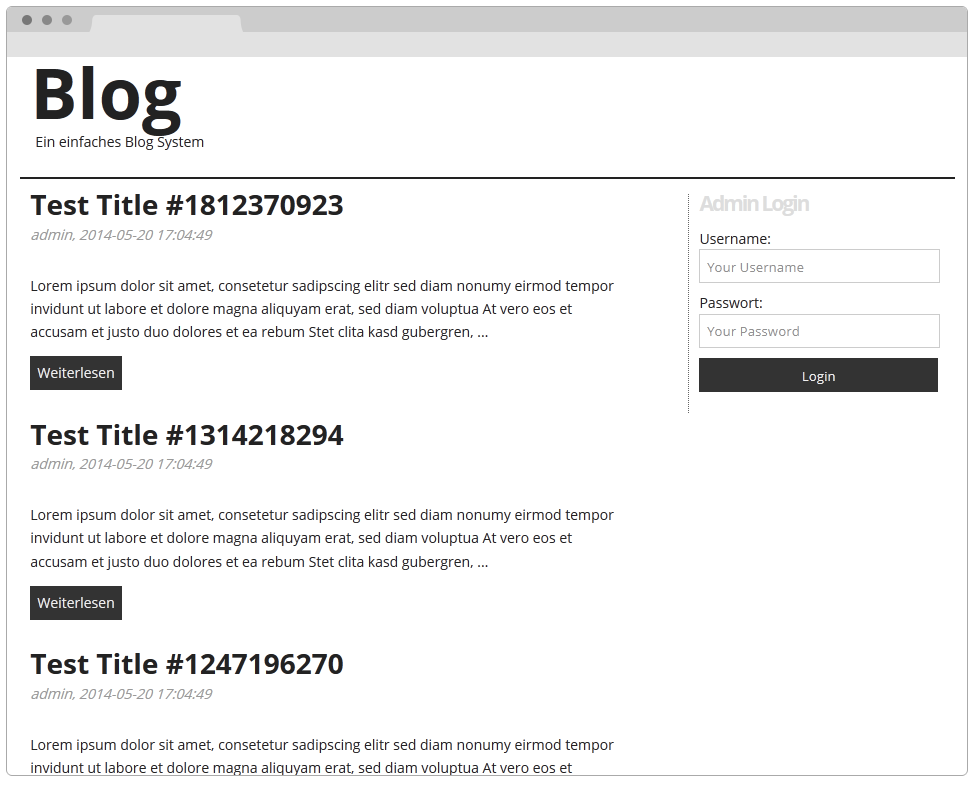 Blog
Ein einfaches Blog System
Test Title #1812370923
admin, 2014-05-20 17:04:49
Lorem ipsum dolor sit amet, consetetur sadipscing elitr sed diam nonumy eirmod tempor
invidunt ut labore et dolore magna aliquyam erat, sed diam voluptua At vero eos et
accusam et justo duo dolores et ea rebum Stet clita kasd gubergren, ...
Weiterlesen
Test Title #1314218294
admin, 2014-05-20 17:04:49
Lorem ipsum dolor sit amet, consetetur sadipscing elitr sed diam nonumy eirmod tempor
invidunt ut labore et dolore magna aliquyam erat, sed diam voluptua At vero eos et
accusam et justo duo dolores et ea rebum Stet clita kasd gubergren, ...
Weiterlesen
Test Title #1247196270
admin, 2014-05-20 17:04:49
Lorem ipsum dolor sit amet, consetetur sadipscing elitr sed diam nonumy eirmod tempor
invidunt ut labore et dolore magna aliquyam erat, sed diam voluptua At vero eos et
Admin Login
Username:
Your Username
Passwort:
Your Password
Login